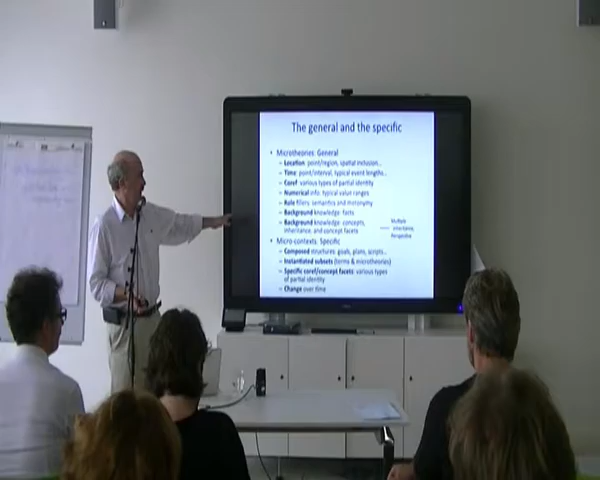 The general and the specific
• Microtheories: General
– Location: point/region, spatial inclusion...
– Time: point/interval, typical event lengths...
– Coref: various types of partial identity
– Numerical info: typical value ranges
– Role fillers: semantics and metonymy
– Background knowledge: facts
– Background knowledge: concepts,
inheritance, and concept facets
Multiple
inheritance,
Perspective
• Micro-contexts: Specific
– Composed structures: goals, plans, scripts...
– Instantiated subsets (terms & microtheories)
– Specific coref/concept facets: various types
of partial identity
– Change over time